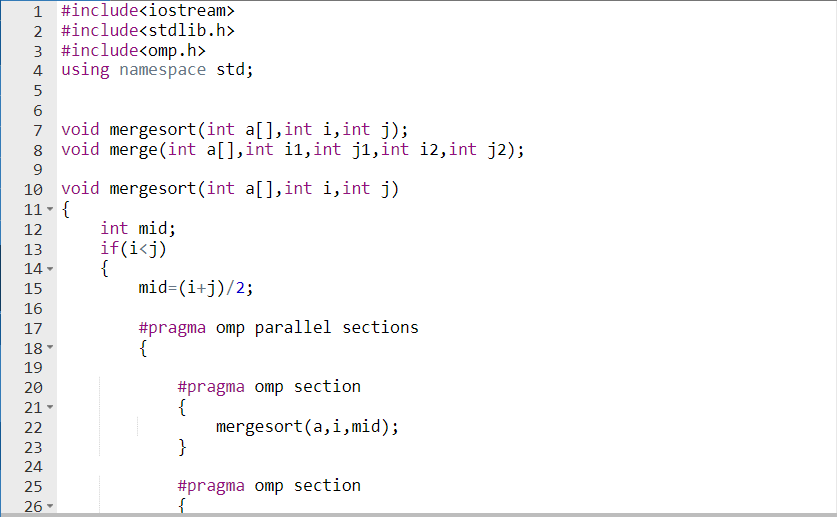 1 #include<iostream>
2 #include<stdlib.h>
3 #include<omp.h>
4 using namespace std;
5
6
7 void mergesort(int a[],int i,int j);
8 void merge(int a[],int i1,int j1,int i2,int j2);
9
10 void mergesort(int a[],int i,int j)
11 {
12     int mid;
13     if(i<j)
14     {
15         mid=(i+j)/2;
16
17         #pragma omp parallel sections
18         {
19
20             #pragma omp section
21             {
22                 mergesort(a,i,mid);
23             }
24
25             #pragma omp section
26             {